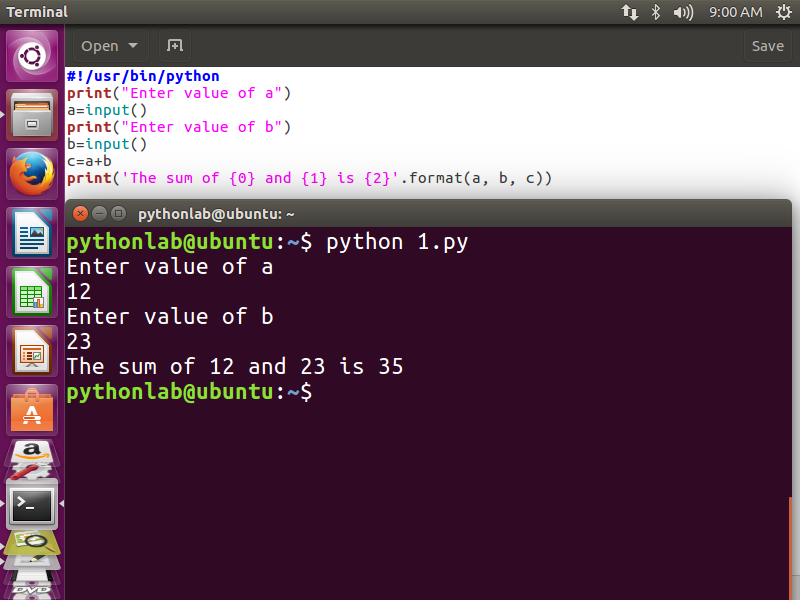 Terminal 9:00 AM
Open Save
#!/usr/bin/python
print("Enter value of a")
a=input()
print("Enter value of b")
b=input()
c=a+b
print('The sum of {0} and {1} is {2}'.format(a, b, c))
pythonlab@ubuntu: ~
pythonlab@ubuntu:~$ python 1.py
Enter value of a
12
Enter value of b
23
The sum of 12 and 23 is 35
pythonlab@ubuntu:~$
A
a
>_
DVD